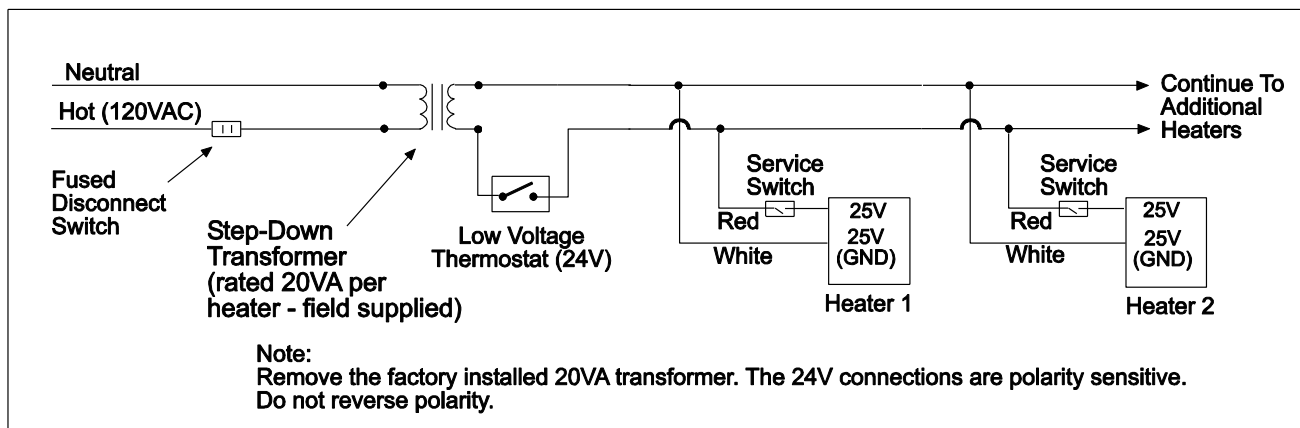 Neutral
Hot (120VAC)
Continue To
Additional
Heaters
Fused
Disconnect
Switch
Step-Down
Transformer
(rated 20VA per
heater - field supplied)
Low Voltage
Thermostat (24V)
Service
Switch
Red
White
25V
25V
(GND)
Heater 1
Service
Switch
Red
White
25V
25V
(GND)
Heater 2
Note:
Remove the factory installed 20VA transformer. The 24V connections are polarity sensitive.
Do not reverse polarity.